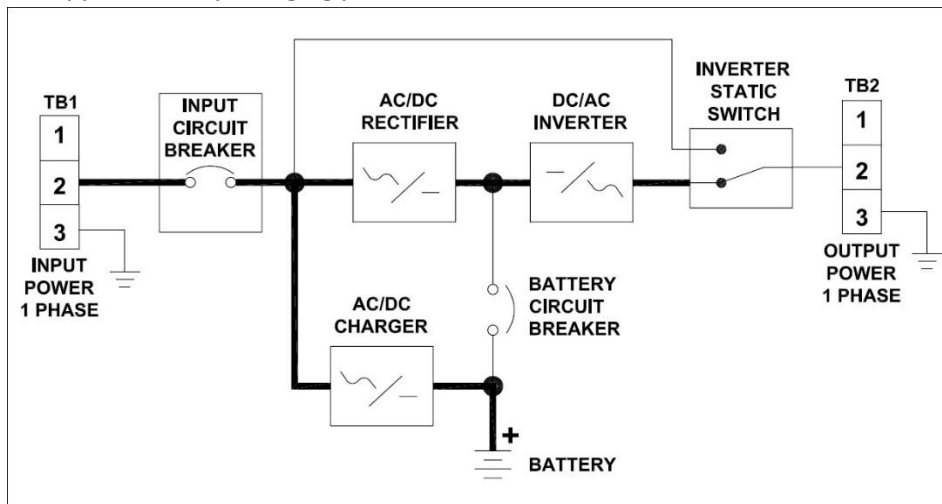 TB1
1
2
3
INPUT
POWER
1 PHASE
INPUT
CIRCUIT
BREAKER
AC/DC
RECTIFIER
DC/AC
INVERTER
INVERTER
STATIC
SWITCH
TB2
1
2
3
OUTPUT
POWER
1 PHASE
AC/DC
CHARGER
BATTERY
CIRCUIT
BREAKER
+
BATTERY